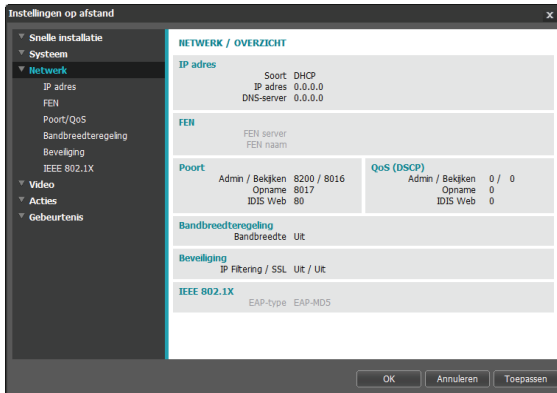 Instellingen op afstand
x
Snelle installatie
Systeem
Netwerk
IP adres
FEN
Poort/QoS
Bandbreedteregeling
Beveiliging
IEEE 802.1X
Video
Acties
Gebeurtenis
NETWERK / OVERZICHT
IP adres
Soort DHCP
IP adres 0.0.0.0
DNS-server 0.0.0.0
FEN
FEN server
FEN naam
Poort
Admin / Bekijken 8200 / 8016
Opname 8017
IDIS Web 80
QoS (DSCP)
Admin / Bekijken 0 / 0
Opname 0
IDIS Web 0
Bandbreedteregeling
Bandbreedte Uit
Beveiliging
IP Filtering / SSL Uit / Uit
IEEE 802.1X
EAP-type EAP-MD5
OK
Annuleren
Toepassen